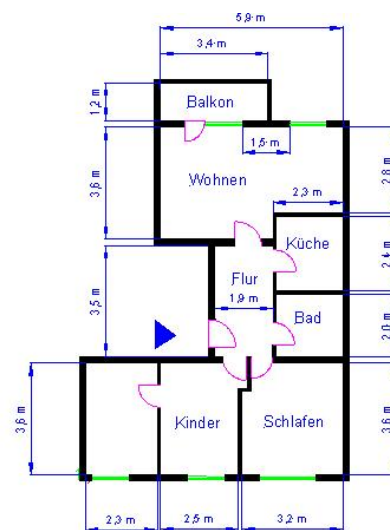 5,9 m
3,4 m
1,2 m
Balkon
1,5 m
3,6 m
Wohnen
2,8
2,3 m
Küche
2,4 m
Flur
3,5 m
1,9 m
Bad
2,0 m
3,6 m
Kinder
Schlafen
3,6 m
2,3 m
2,5 m
3,2 m